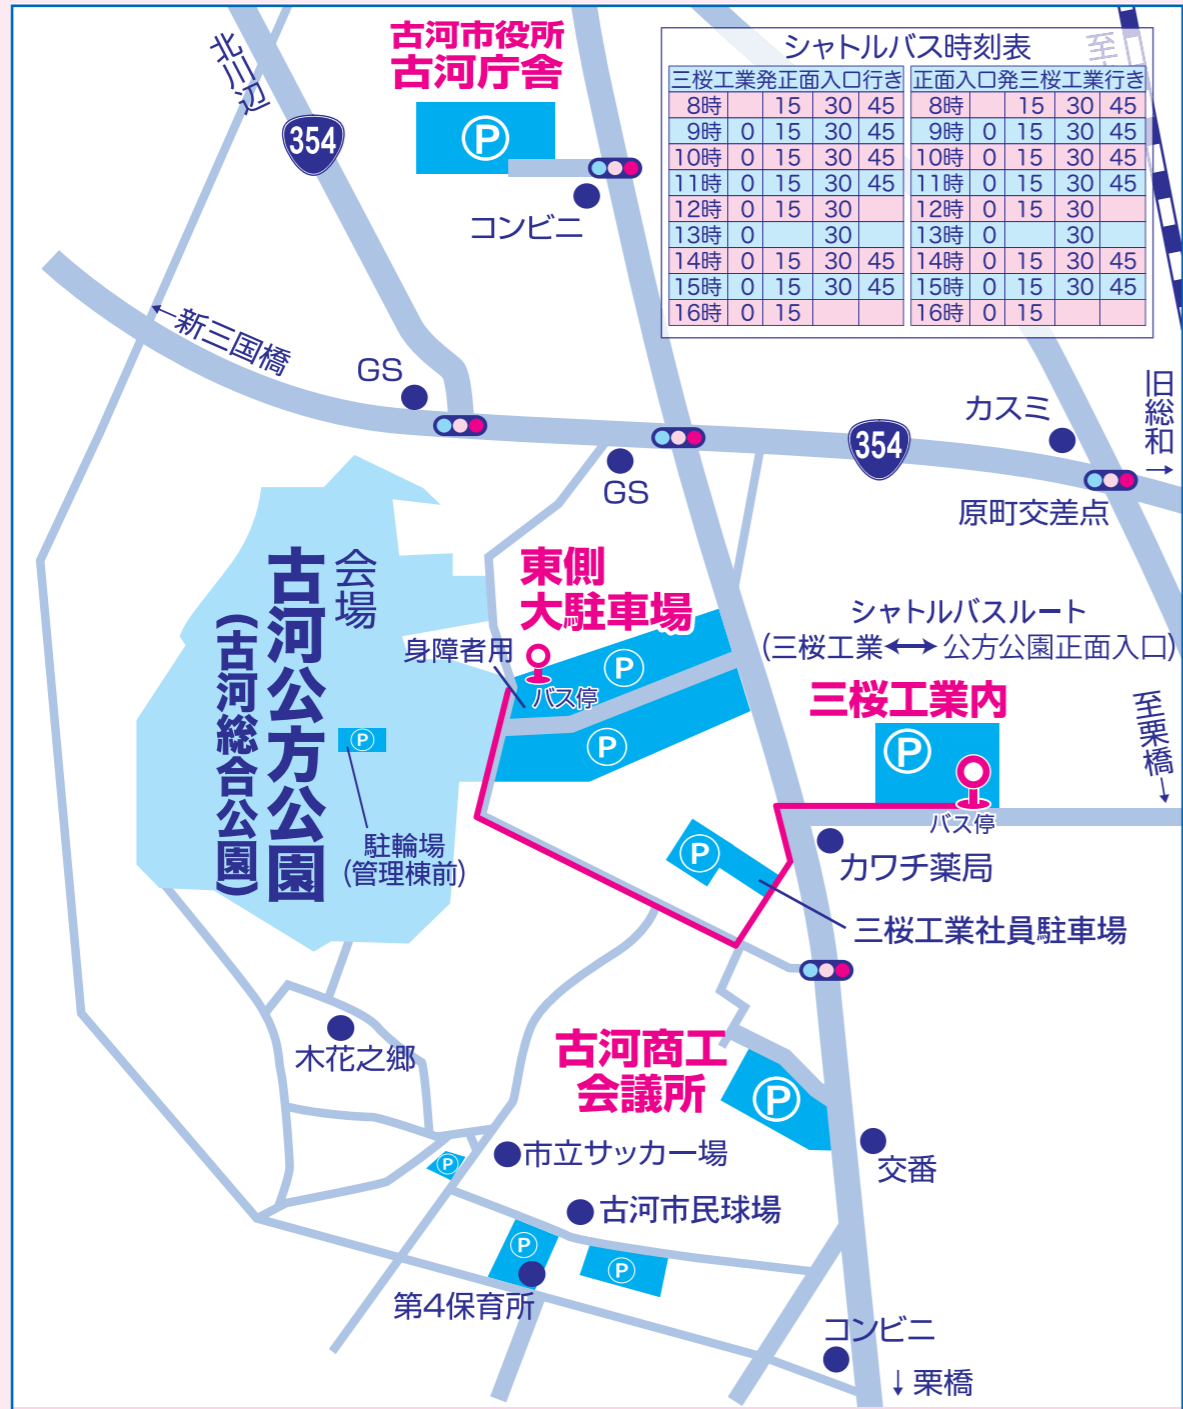 古河市役所
古河庁舎
P
コンビニ
北川辺
354
シャトルバス時刻表
至
三桜工業発正面入口行き 正面入口発三桜工業行き
8時 15 30 45 8時 15 30 45
9時 0 15 30 45 9時 0 15 30 45
10時 0 15 30 45 10時 0 15 30 45
11時 0 15 30 45 11時 0 15 30 45
12時 0 15 30 12時 0 15 30
13時 0 30 13時 0 30
14時 0 15 30 45 14時 0 15 30 45
15時 0 15 30 45 15時 0 15 30 45
16時 0 15 16時 0 15
←新三国橋
GS
GS
354
カスミ
旧総和→
原町交差点
会場
古河公方公園
(古河総合公園)
東側
大駐車場
身障者用
バス停
P
P
P
駐輪場
(管理棟前)
シャトルバスルート
(三桜工業↔公方公園正面入口)
三桜工業内
P
バス停
至栗橋↓
カワチ薬局
P
三桜工業社員駐車場
木花之郷
古河商工
会議所
P
交番
市立サッカー場
P
古河市民球場
P
P
第4保育所
コンビニ
↓栗橋